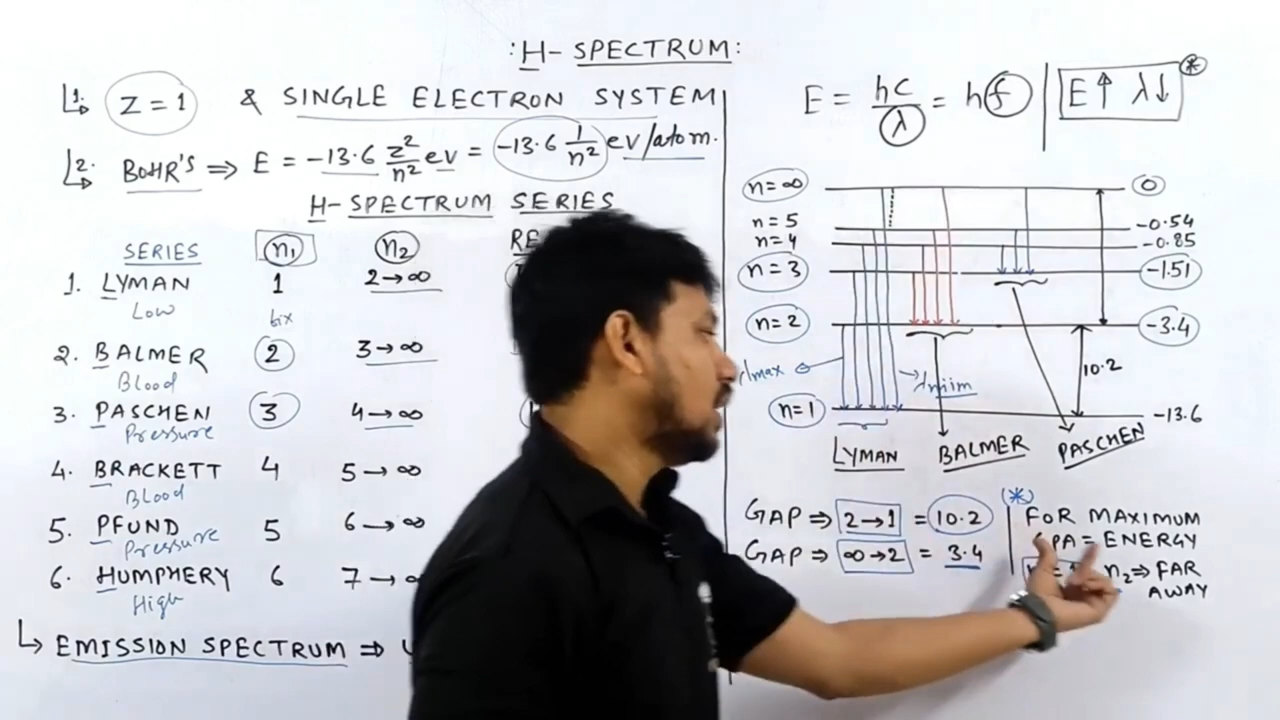 : H- SPECTRUM :
1. Z = 1 & SINGLE ELECTRON SYSTEM
2. BOHR'S ⇒ E = -13.6 z²/n² ev = -13.6 1/n² ev/atom.
H- SPECTRUM SERIES
SERIES n₁ n₂ RE
1. LYMAN 1 2→∞
Low fix
2. BALMER 2 3→∞
Blood
3. PASCHEN 3 4→∞
Pressure
4. BRACKETT 4 5→∞
Blood
5. PFUND 5 6→∞
Pressure
6. HUMPHERY 6 7→∞
High
↳ EMISSION SPECTRUM ⇒
E = hc/λ = hf | E↑ λ↓ *
n=∞ 0
n=5 -0.54
n=4 -0.85
n=3 -1.51
n=2 -3.4
10.2
max λmiim
n=1 -13.6
LYMAN BALMER PASCHEN
GAP ⇒ 2→1 = 10.2
GAP ⇒ ∞→2 = 3.4
(*)
FOR MAXIMUM
= ENERGY
n₂ ⇒ FAR
AWAY